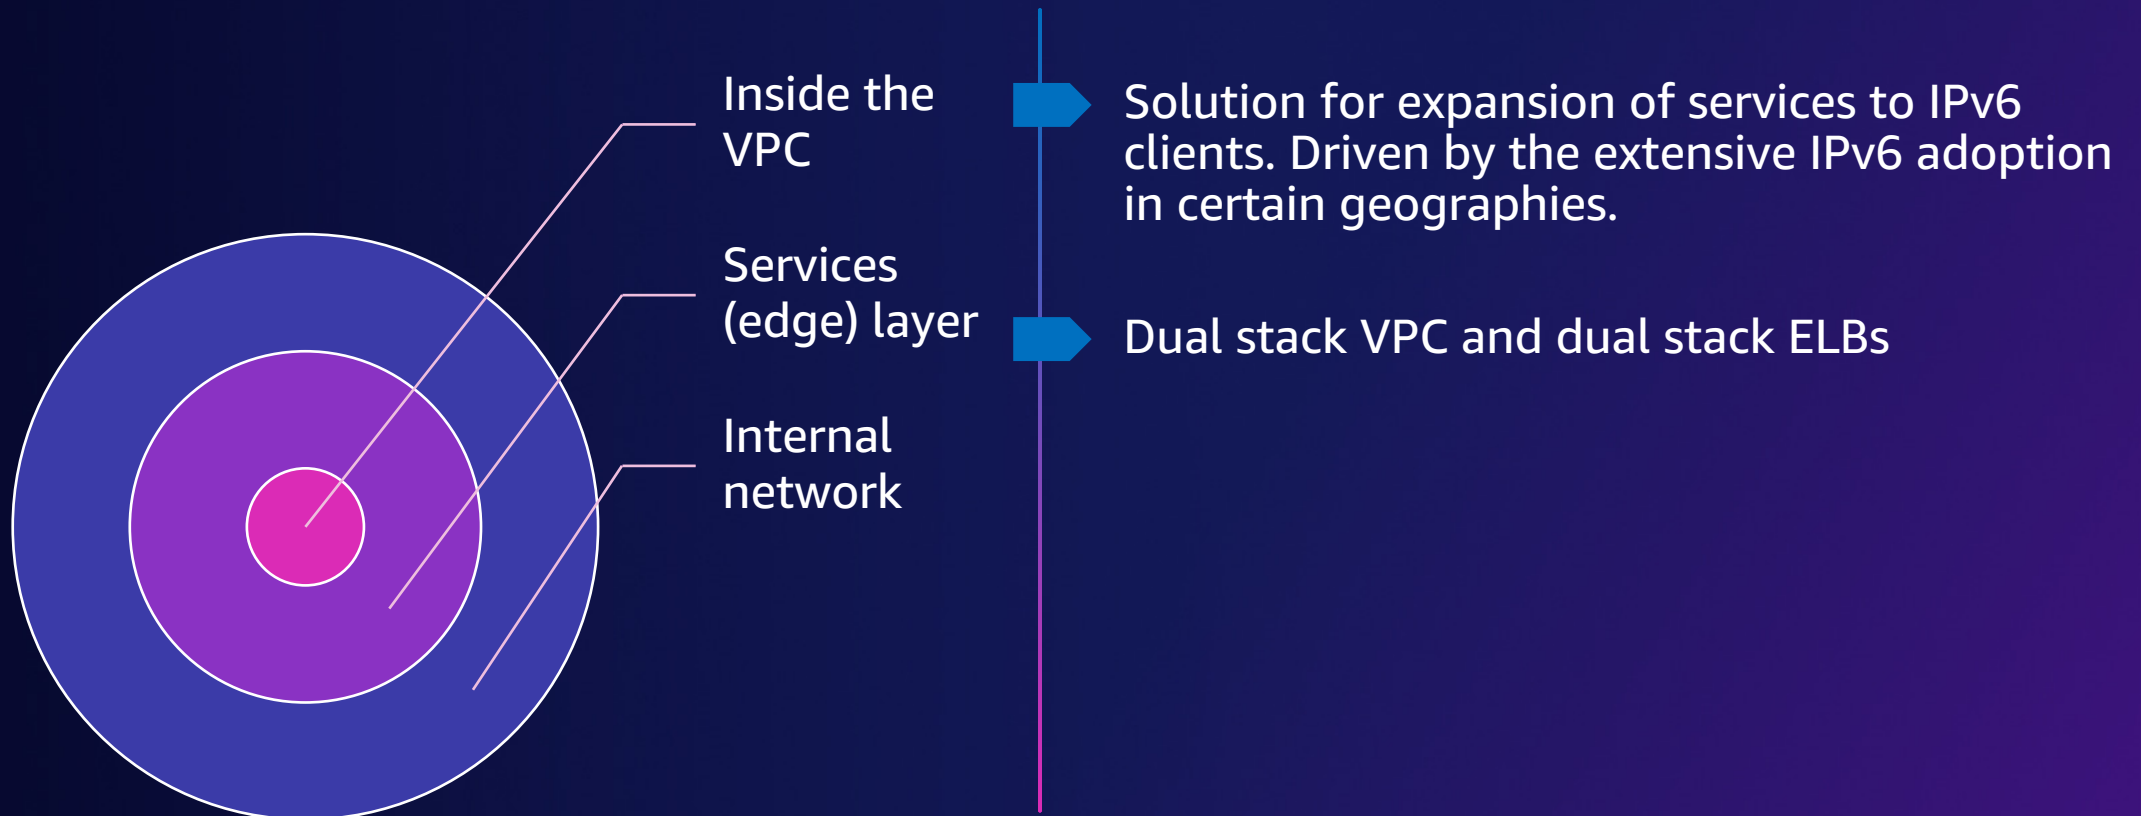 Inside the
VPC
Services
(edge) layer
Internal
network
Solution for expansion of services to IPv6
clients. Driven by the extensive IPv6 adoption
in certain geographies.
Dual stack VPC and dual stack ELBs